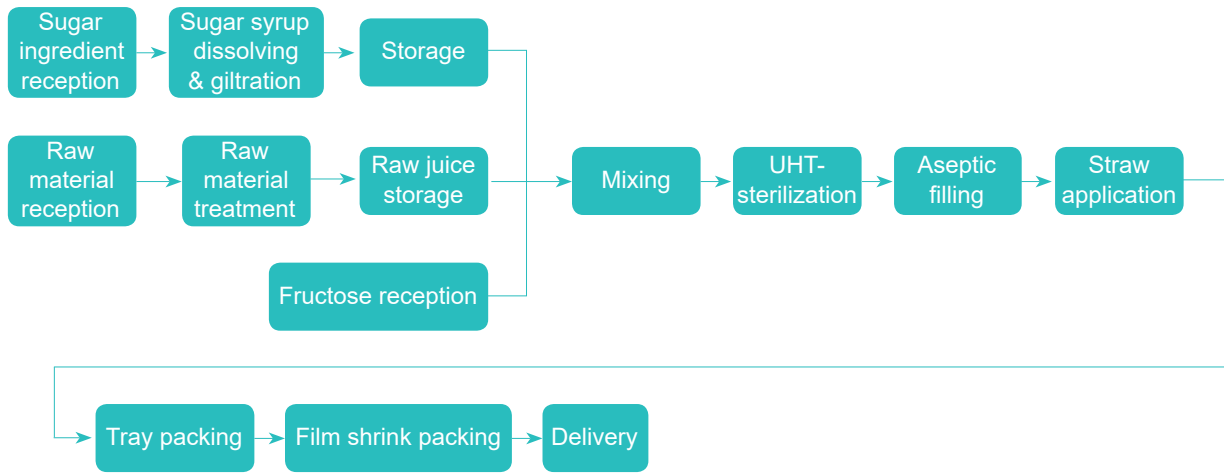 Sugar
ingredient
reception
Sugar syrup
dissolving
& giltration
Storage
Raw
material
reception
Raw
material
treatment
Raw juice
storage
Mixing
UHT-
sterilization
Aseptic
filling
Straw
application
Fructose reception
Tray packing
Film shrink packing
Delivery